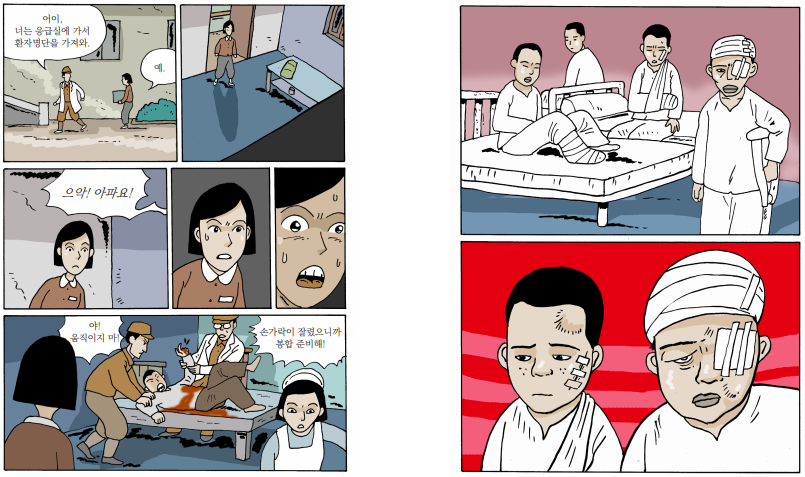 어이,
너는 응급실에 가서
환자명단을 가져와.
예.
으악! 아파요!
야!
움직이지 마!
손가락이 잘렸으니까
봉합 준비해!